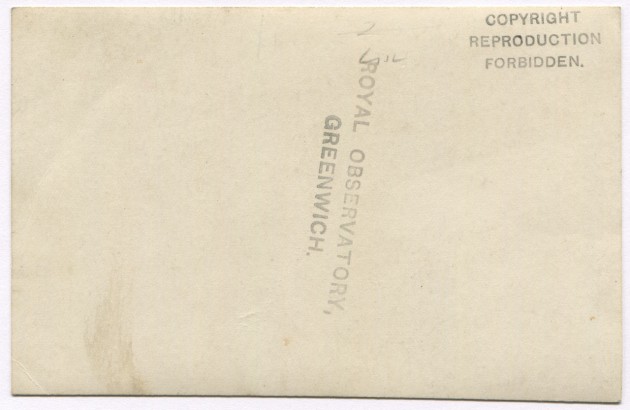 COPYRIGHT
REPRODUCTION
FORBIDDEN.
ROYAL OBSERVATORY,
GREENWICH.